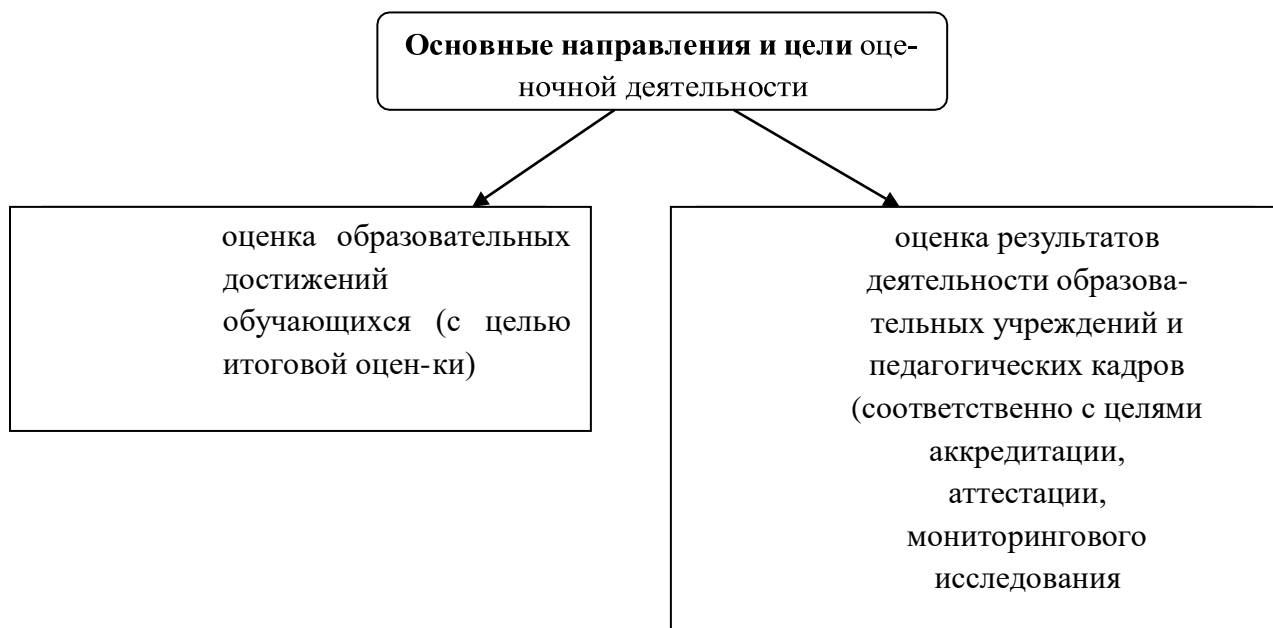 Основные направления и цели оце-
ночной деятельности
оценка образовательных
достижений
обучающихся (с целью
итоговой оцен-ки)
оценка результатов
деятельности образова-
тельных учреждений и
педагогических кадров
(соответственно с целями
аккредитации,
аттестации,
мониторингового
исследования